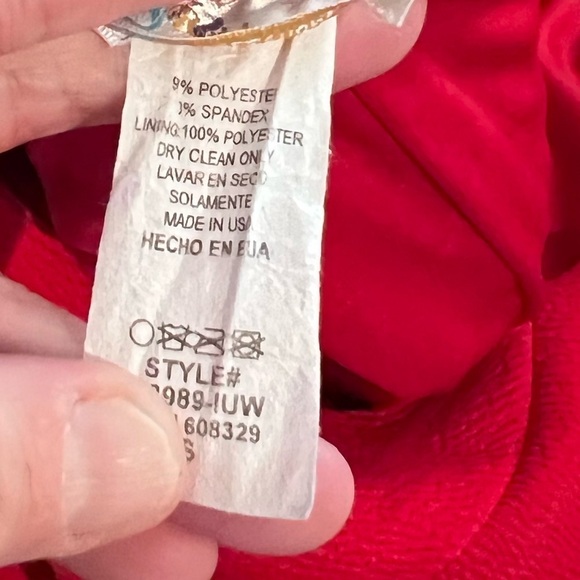 9% POLYESTER
0% SPANDEX
LINING:100% POLYESTER
DRY CLEAN ONLY
LAVAR EN SECO
SOLAMENTE
MADE IN USA
HECHO EN EUA
STYLE#
989-IUW
608329
S